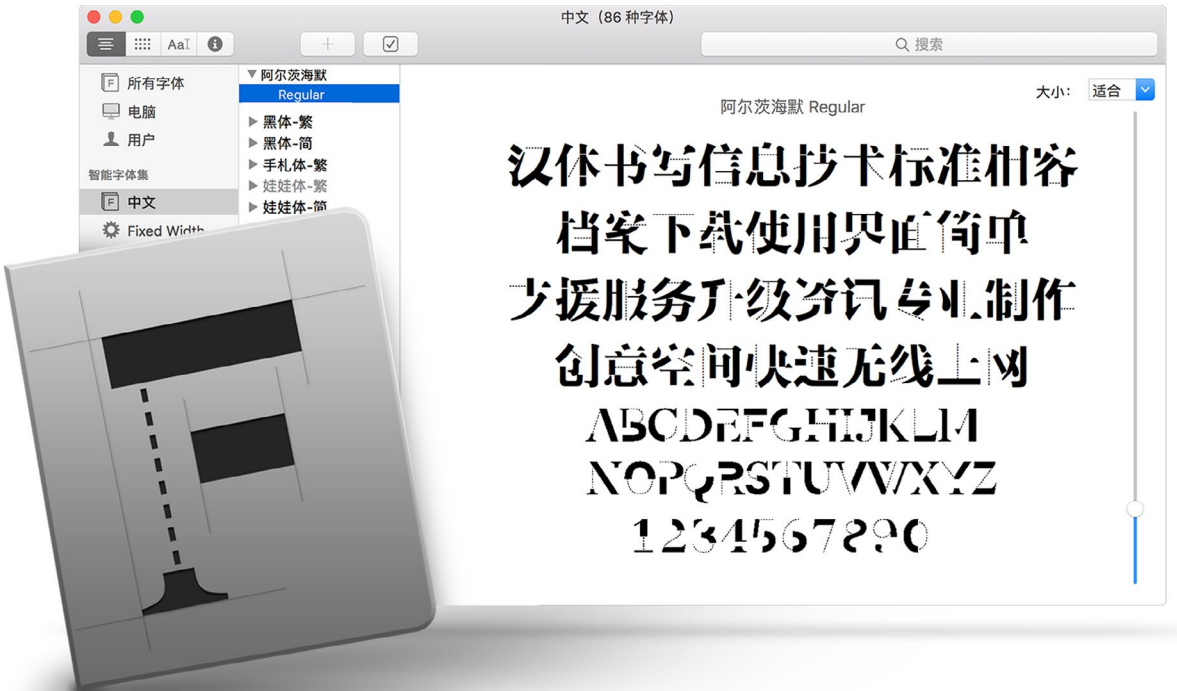 中文（86 种字体）
AaI
搜索
所有字体
电脑
用户
智能字体集
中文
Fixed Width
阿尔茨海默
Regular
黑体-繁
黑体-简
手札体-繁
娃娃体-繁
娃娃体-简
大小：
适合
阿尔茨海默 Regular
汉体书写信息技术标准相容
档案下载使用界面简单
支援服务升级资讯专业制作
创意空间快速无线上网
ABCDEFGHIJKLM
NOPQRSTUVWXYZ
1234567890
F